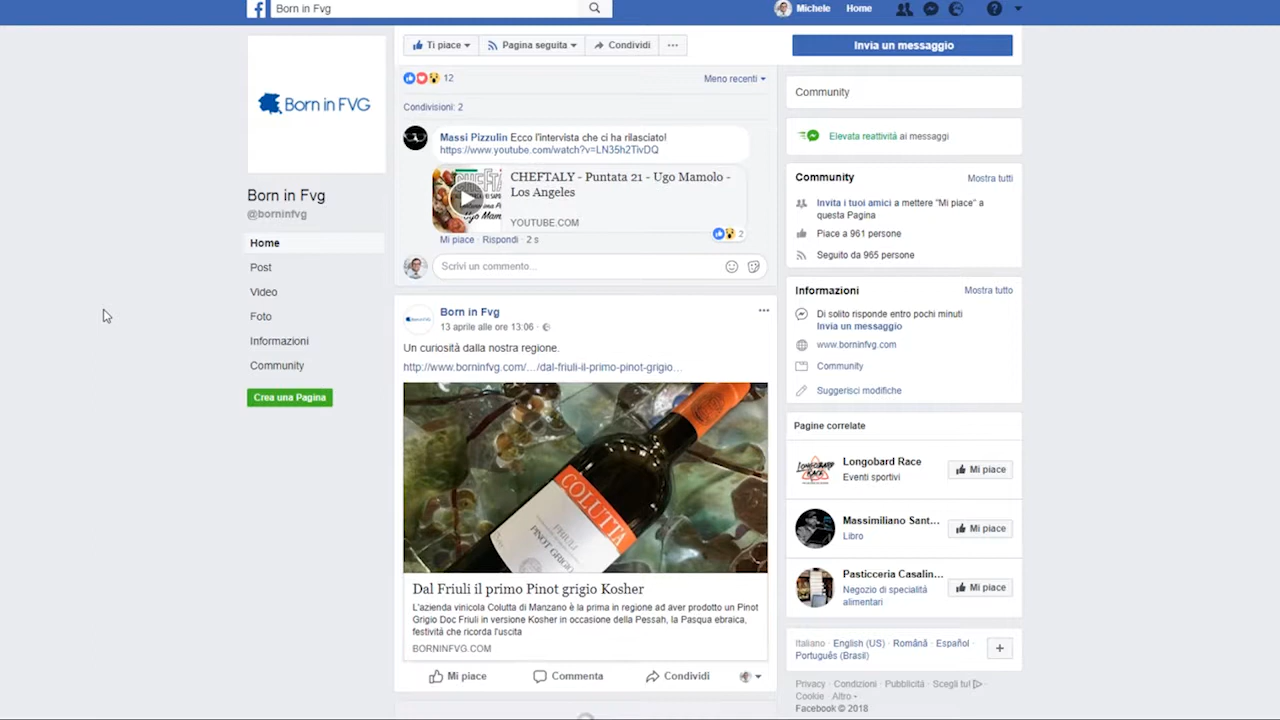 Born in Fvg
Michele
Home
Born in FVG
Born in Fvg
@borninfvg
Home
Post
Video
Foto
Informazioni
Community
Crea una Pagina
Ti piace
Pagina seguita
Condividi
Invia un messaggio
12
Meno recenti
Condivisioni: 2
Massi Pizzulin Ecco l'intervista che ci ha rilasciato!
https://www.youtube.com/watch?v=LN35h2TivDQ
CHEFTALY - Puntata 21 - Ugo Mamolo -
Los Angeles
YOUTUBE.COM
2
Mi piace · Rispondi · 2 s
Scrivi un commento...
Born in Fvg
13 aprile alle ore 13:06 ·
Un curiosità dalla nostra regione.
http://www.borninfvg.com/.../dal-friuli-il-primo-pinot-grigio...
COLUTTA
FRIULI
PINOT GRIGIO
Dal Friuli il primo Pinot grigio Kosher
L'azienda vinicola Colutta di Manzano è la prima in regione ad aver prodotto un Pinot
Grigio Doc Friuli in versione Kosher in occasione della Pessah, la Pasqua ebraica,
festività che ricorda l'uscita
BORNINFVG.COM
Mi piace
Commenta
Condividi
Community
Elevata reattività ai messaggi
Community
Mostra tutti
Invita i tuoi amici a mettere "Mi piace" a
questa Pagina
Piace a 961 persone
Seguito da 965 persone
Informazioni
Mostra tutto
Di solito risponde entro pochi minuti
Invia un messaggio
www.borninfvg.com
Community
Suggerisci modifiche
Pagine correlate
LONGOBARD
RACE
Longobard Race
Eventi sportivi
Mi piace
Massimiliano Sant...
Libro
Mi piace
Pasticceria Casalin...
Negozio di specialità
alimentari
Mi piace
Italiano · English (US) · Română · Español ·
Português (Brasil)
Privacy · Condizioni · Pubblicità · Scegli tu! ·
Cookie · Altro
Facebook © 2018